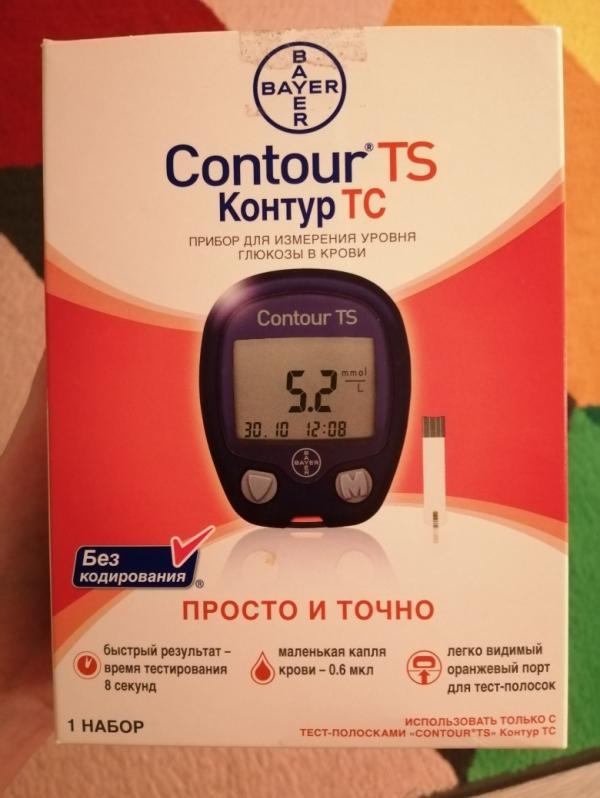 BAYER
BAYER
Contour® TS
Контур ТС
ПРИБОР ДЛЯ ИЗМЕРЕНИЯ УРОВНЯ
ГЛЮКОЗЫ В КРОВИ
Contour TS
5.2 mmol/L
30.10 12:08
BAYER
BAYER
Без
кодирования®
ПРОСТО И ТОЧНО
быстрый результат –
время тестирования
8 секунд
маленькая капля
крови – 0.6 мкл
легко видимый
оранжевый порт
для тест-полосок
1 НАБОР
ИСПОЛЬЗОВАТЬ ТОЛЬКО С
ТЕСТ-ПОЛОСКАМИ «CONTOUR®TS» Контур ТС